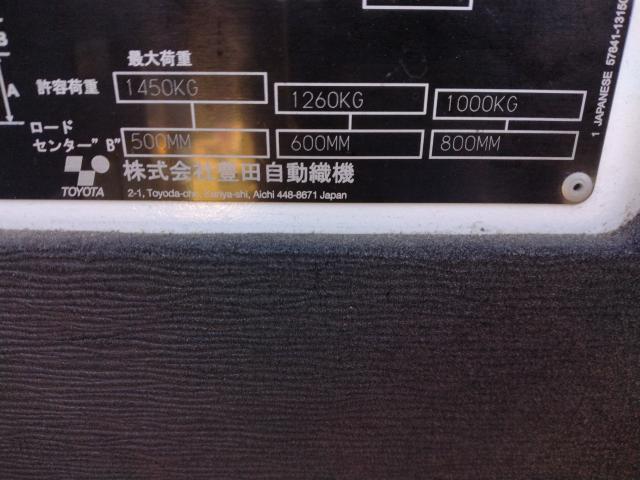 B
A
最大荷重
許容荷重 1450KG 1260KG 1000KG
ロード
センター"B" 500MM 600MM 800MM
TOYOTA 株式会社豊田自動織機
2-1, Toyoda-cho, Kariya-shi, Aichi 448-8671 Japan
1 JAPANESE 57841-1315